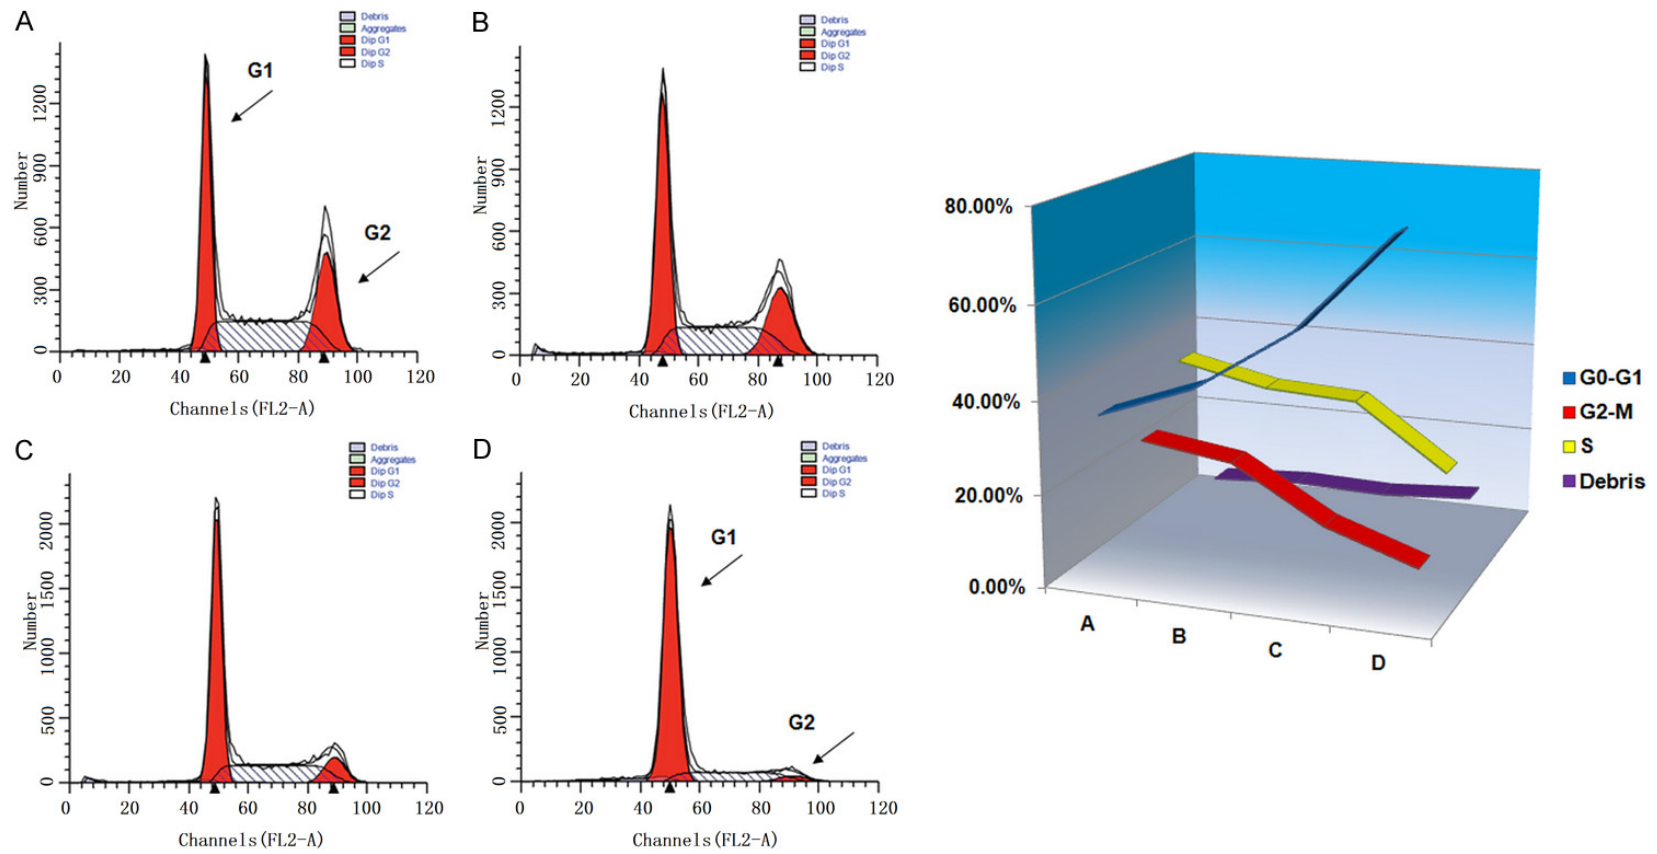 A
Debris
Aggregates
Dip G1
Dip G2
Dip S
G1
G2
Number
1200
900
600
300
0
0 20 40 60 80 100 120
Channels(FL2-A)
B
Debris
Aggregates
Dip G1
Dip G2
Dip S
Number
1200
900
600
300
0
0 20 40 60 80 100 120
Channels(FL2-A)
C
Debris
Aggregates
Dip G1
Dip G2
Dip S
Number
2000
1500
1000
500
0
0 20 40 60 80 100 120
Channels(FL2-A)
D
Debris
Aggregates
Dip G1
Dip G2
Dip S
G1
G2
Number
2000
1500
1000
500
0
0 20 40 60 80 100 120
Channels(FL2-A)
80.00%
60.00%
40.00%
20.00%
0.00%
A B C D
G0-G1
G2-M
S
Debris